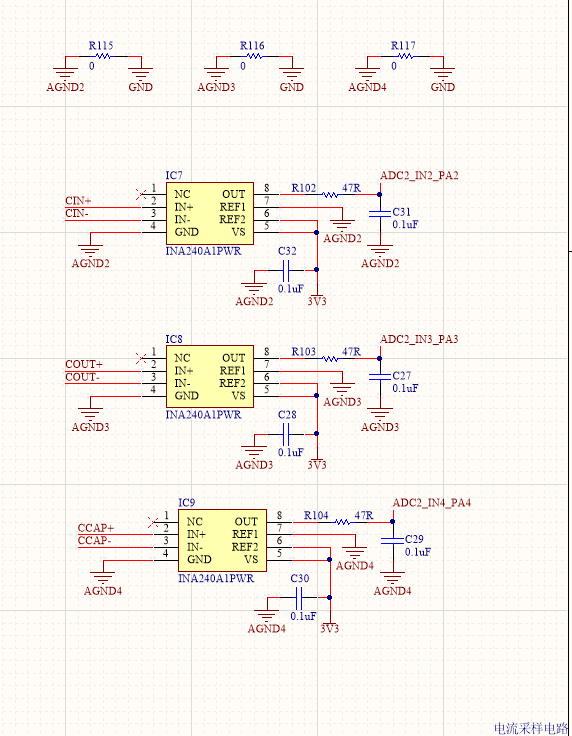 R115 R116 R117
0 0 0
AGND2 GND AGND3 GND AGND4 GND
IC7 ADC2_IN2_PA2
1 NC OUT 8 R102 47R
CIN+ 2 IN+ REF1 7
CIN- 3 IN- REF2 6 C31
4 GND VS 5 0.1uF
AGND2
INA240A1PWR C32 AGND2
AGND2
0.1uF
AGND2 3V3
IC8 ADC2_IN3_PA3
1 NC OUT 8 R103 47R
COUT+ 2 IN+ REF1 7
COUT- 3 IN- REF2 6 C27
4 GND VS 5 0.1uF
AGND3
INA240A1PWR C28
AGND3 AGND3
0.1uF
AGND3 3V3
IC9 ADC2_IN4_PA4
1 NC OUT 8 R104 47R
CCAP+ 2 IN+ REF1 7
CCAP- 3 IN- REF2 6 C29
4 GND VS 5 0.1uF
AGND4
INA240A1PWR C30
AGND4 AGND4
0.1uF
AGND4 3V3
电流采样电路